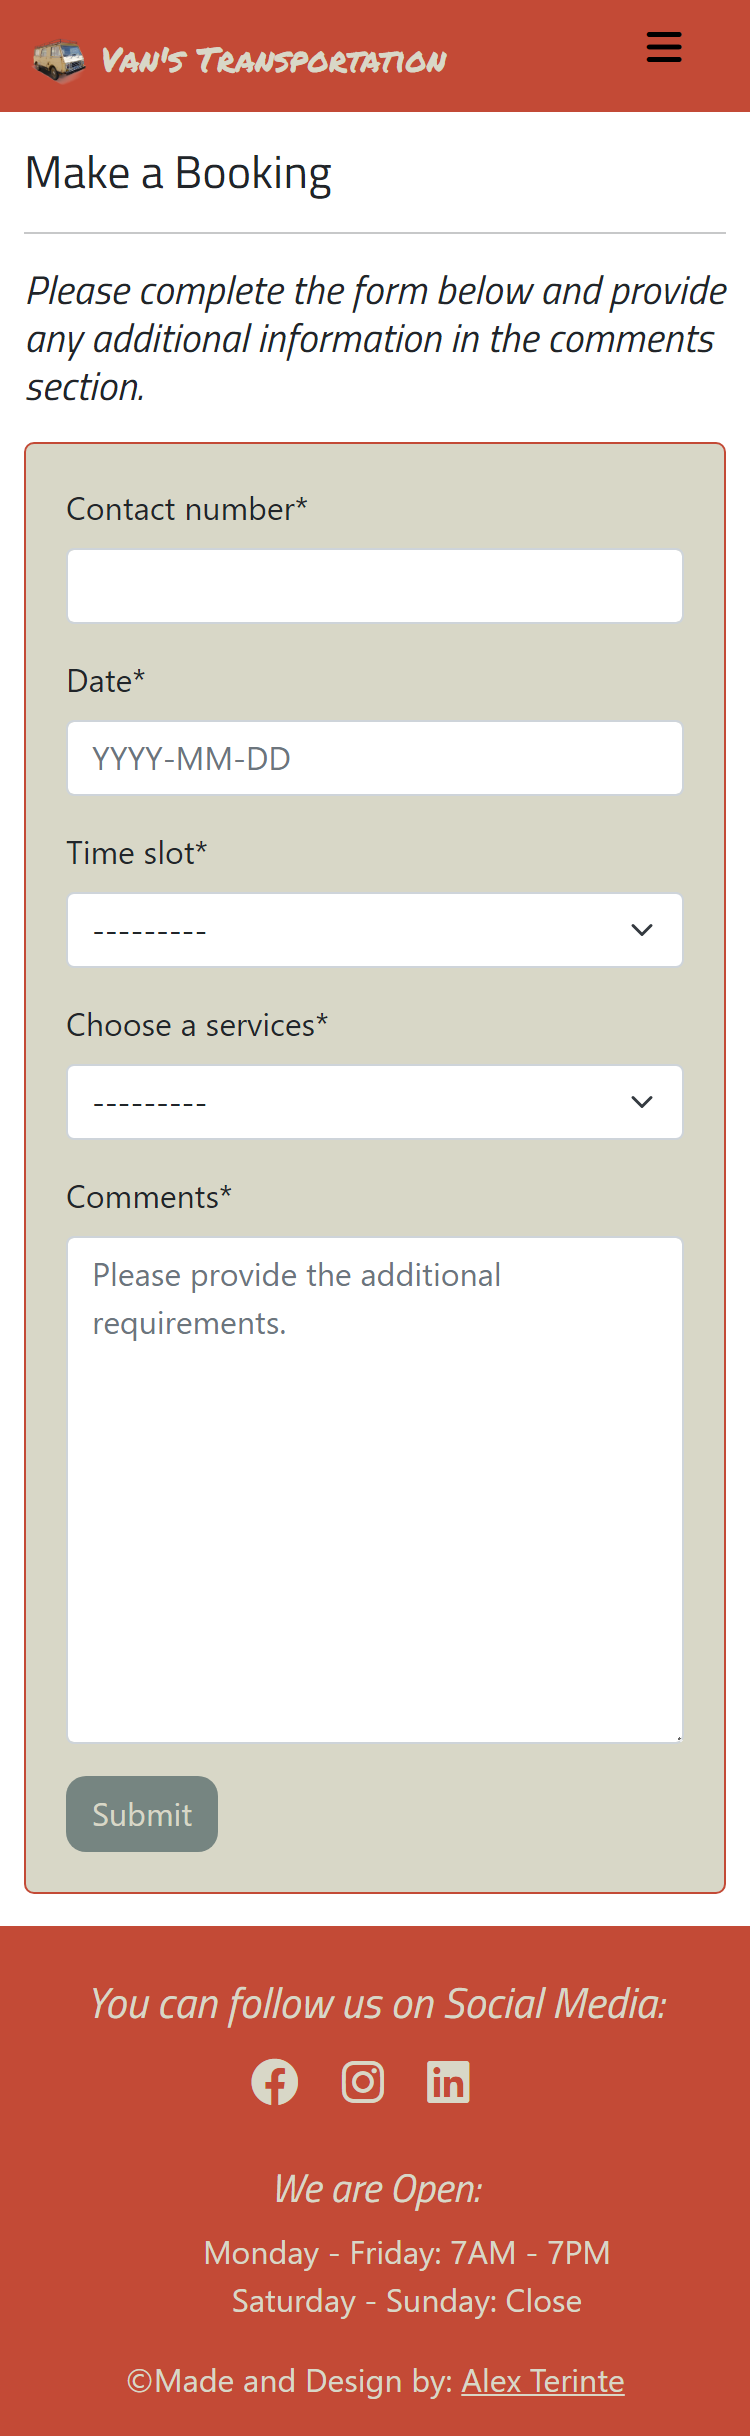 Van's Transportation
Make a Booking
Please complete the form below and provide
any additional information in the comments
section.
Contact number*
Date*
YYYY-MM-DD
Time slot*
---------
Choose a services*
---------
Comments*
Please provide the additional
requirements.
Submit
You can follow us on Social Media:
We are Open:
Monday - Friday: 7AM - 7PM
Saturday - Sunday: Close
©Made and Design by: Alex Terinte